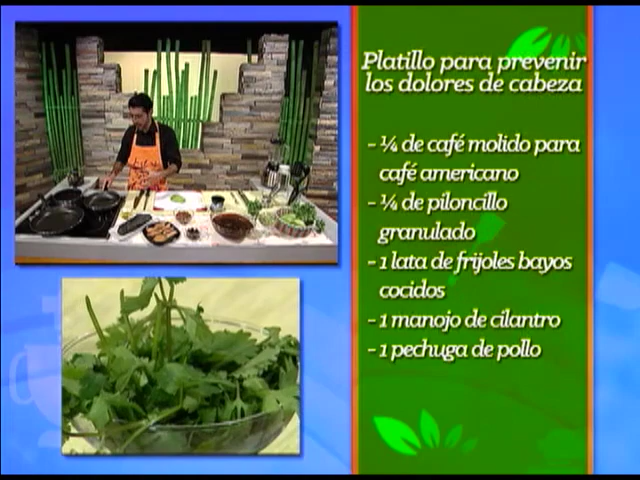 Platillo para prevenir
los dolores de cabeza
- ¼ de café molido para
café americano
- ¼ de piloncillo
granulado
- 1 lata de frijoles bayos
cocidos
- 1 manojo de cilantro
- 1 pechuga de pollo